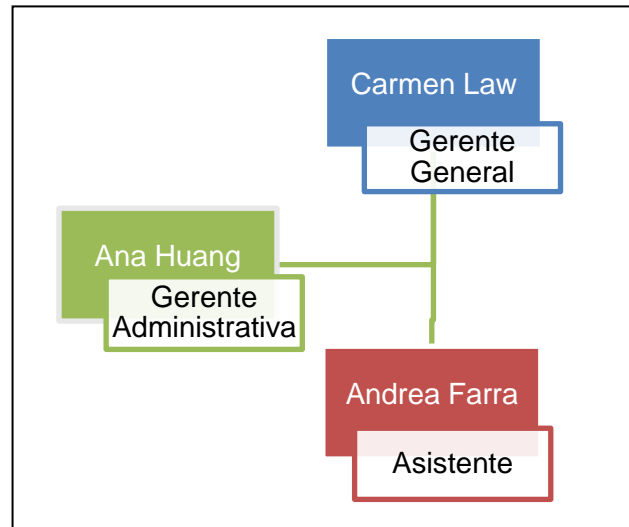 Carmen Law
Gerente
General
Ana Huang
Gerente
Administrativa
Andrea Farra
Asistente